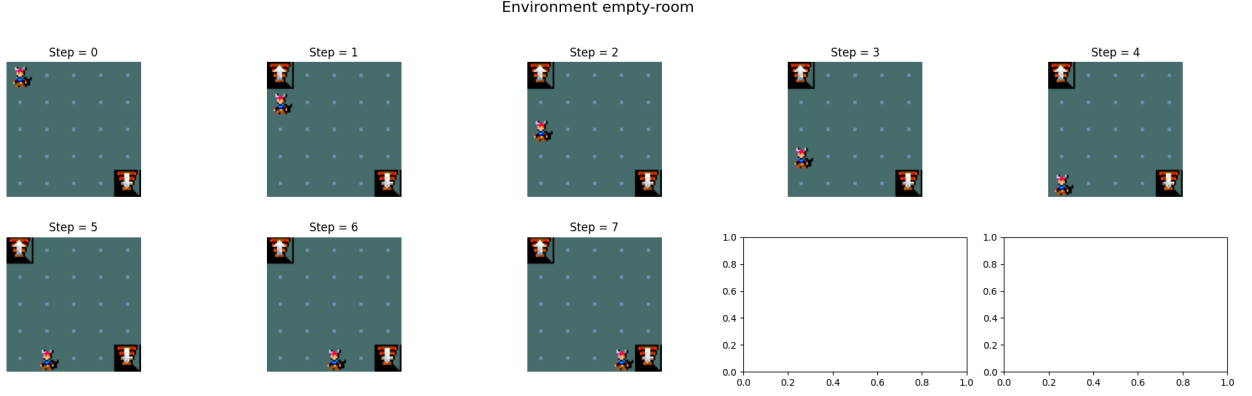 Environment empty-room
Step = 0
Step = 1
Step = 2
Step = 3
Step = 4
Step = 5
Step = 6
Step = 7
1.0
0.8
0.6
0.4
0.2
0.0
0.0 0.2 0.4 0.6 0.8 1.0
1.0
0.8
0.6
0.4
0.2
0.0
0.0 0.2 0.4 0.6 0.8 1.0